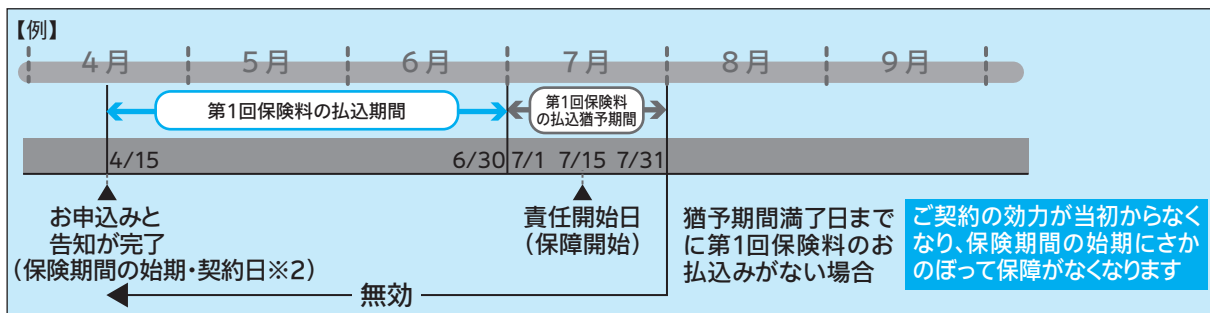 【例】
4月 5月 6月 7月 8月 9月
第1回保険料の払込期間
第1回保険料
の払込猶予期間
4/15 6/30 7/1 7/15 7/31
お申込みと
告知が完了
(保険期間の始期・契約日※2)
責任開始日
(保障開始)
猶予期間満了日まで
に第1回保険料のお
払込みがない場合
ご契約の効力が当初からなく
なり、保険期間の始期にさか
のぼって保障がなくなります
無効